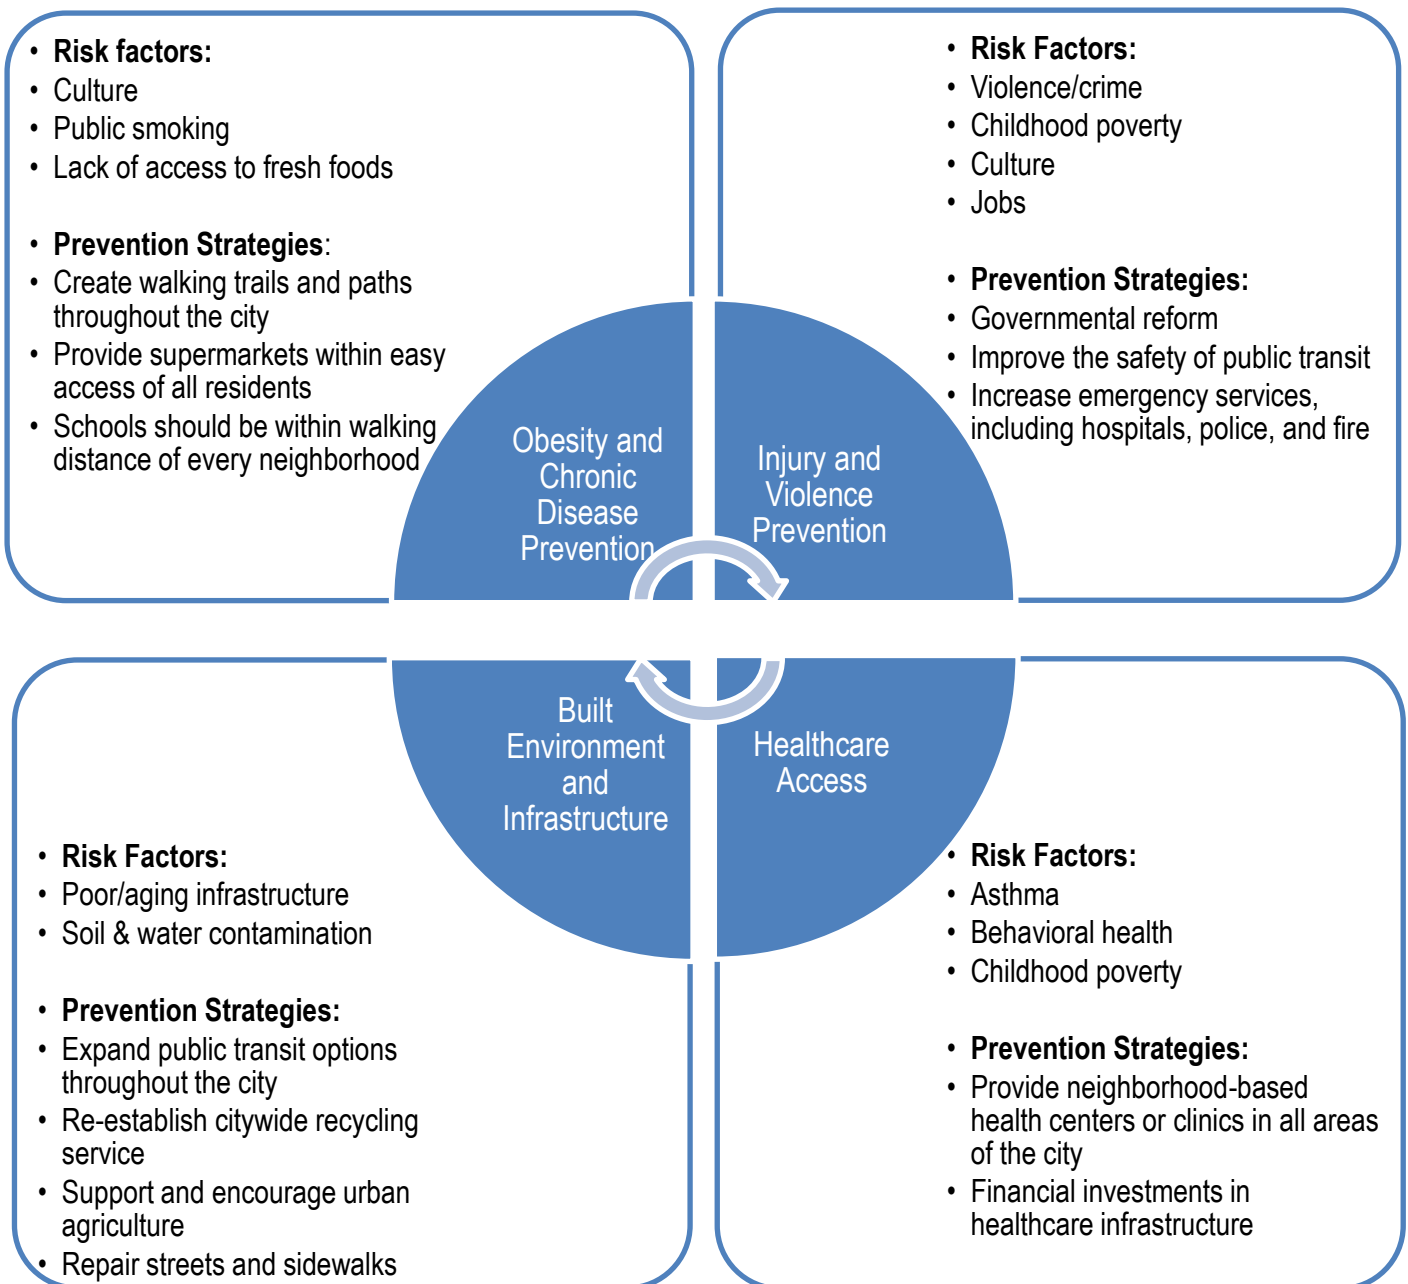 • Risk factors:
• Culture
• Public smoking
• Lack of access to fresh foods
• Prevention Strategies:
• Create walking trails and paths
throughout the city
• Provide supermarkets within easy
access of all residents
• Schools should be within walking
distance of every neighborhood
Obesity and
Chronic
Disease
Prevention
• Risk Factors:
• Violence/crime
• Childhood poverty
• Culture
• Jobs
• Prevention Strategies:
• Governmental reform
• Improve the safety of public transit
• Increase emergency services,
including hospitals, police, and fire
Injury and
Violence
Prevention
Built
Environment
and
Infrastructure
• Risk Factors:
• Poor/aging infrastructure
• Soil & water contamination
• Prevention Strategies:
• Expand public transit options
throughout the city
• Re-establish citywide recycling
service
• Support and encourage urban
agriculture
• Repair streets and sidewalks
Healthcare
Access
• Risk Factors:
• Asthma
• Behavioral health
• Childhood poverty
• Prevention Strategies:
• Provide neighborhood-based
health centers or clinics in all areas
of the city
• Financial investments in
healthcare infrastructure